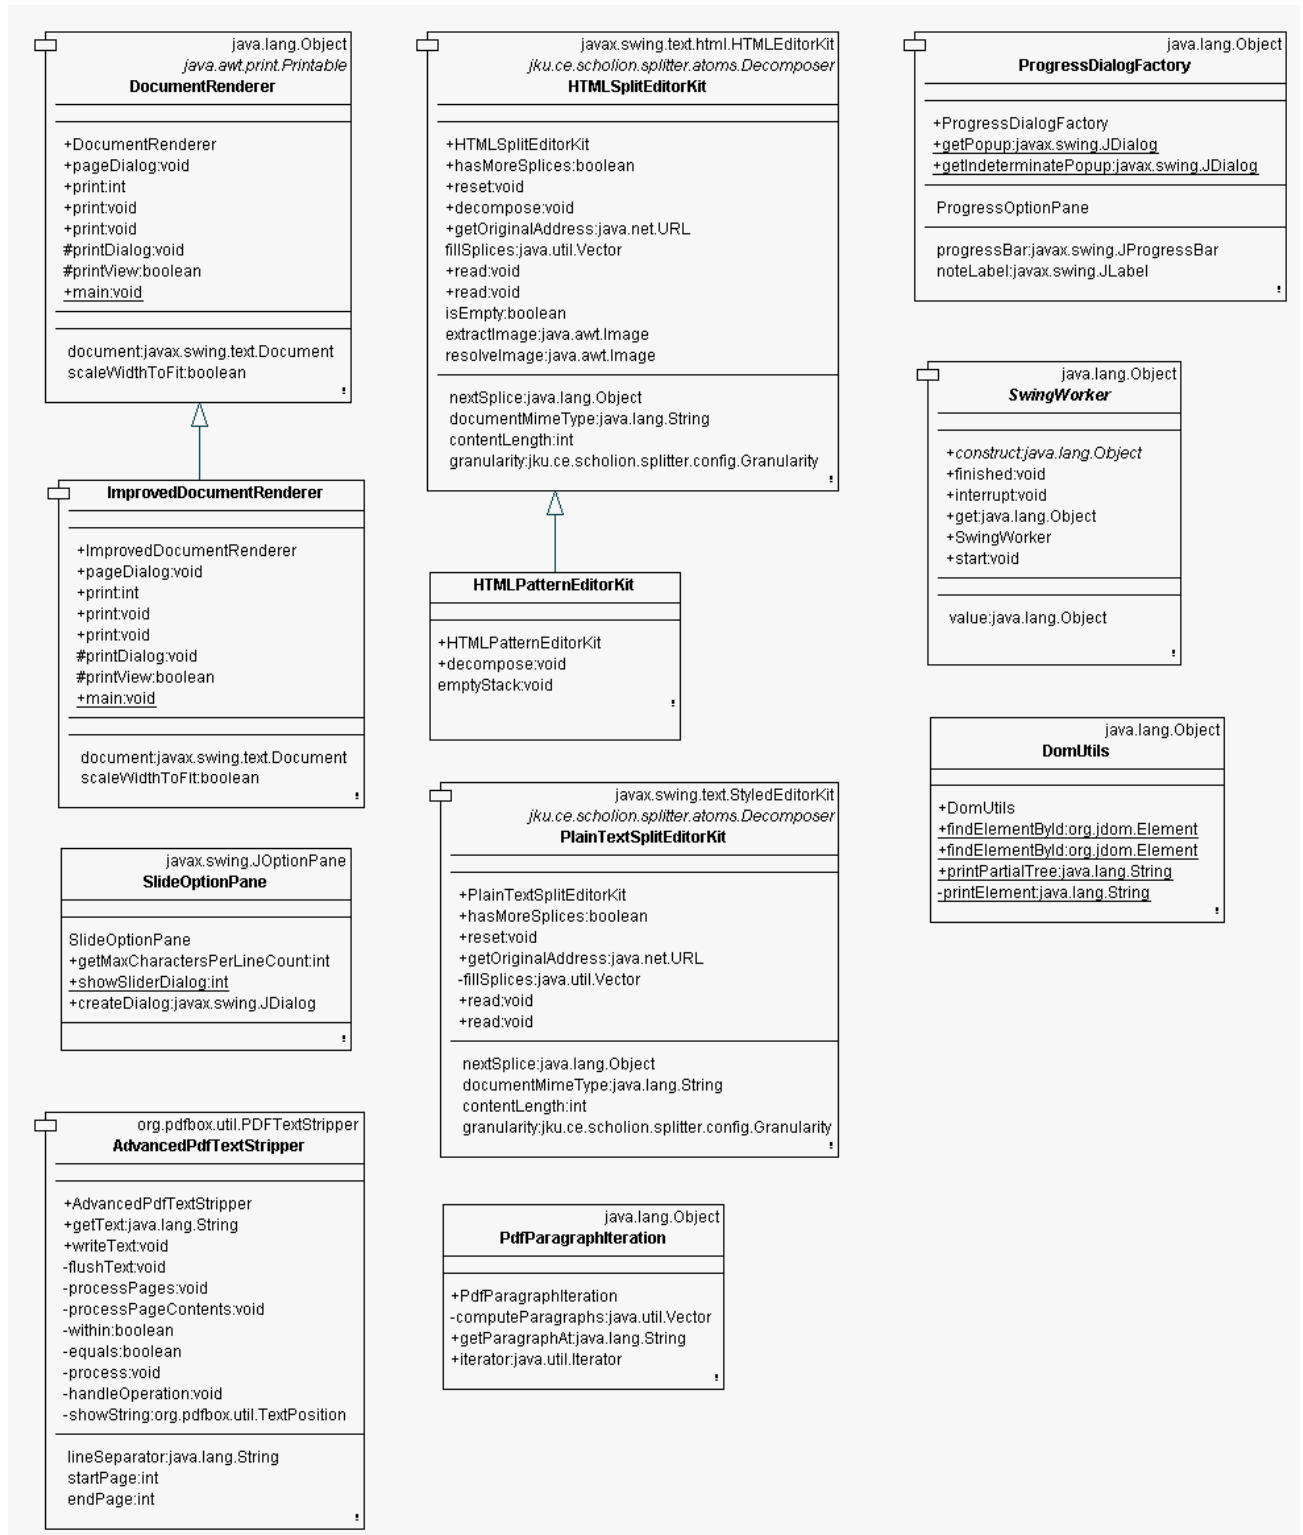 java.lang.Object
java.awt.print.Printable
DocumentRenderer
+DocumentRenderer
+pageDialog:void
+print:int
+print:void
+print:void
#printDialog:void
#printView:boolean
+main:void
document:javax.swing.text.Document
scaleWidthToFit:boolean
ImprovedDocumentRenderer
+ImprovedDocumentRenderer
+pageDialog:void
+print:int
+print:void
+print:void
#printDialog:void
#printView:boolean
+main:void
document:javax.swing.text.Document
scaleWidthToFit:boolean
javax.swing.JOptionPane
SlideOptionPane
SlideOptionPane
+getMaxCharactersPerLineCount:int
+showSliderDialog:int
+createDialog:javax.swing.JDialog
org.pdfbox.util.PDFTextStripper
AdvancedPdfTextStripper
+AdvancedPdfTextStripper
+getText:java.lang.String
+writeText:void
-flushText:void
-processPages:void
-processPageContents:void
-within:boolean
-equals:boolean
-process:void
-handleOperation:void
-showString:org.pdfbox.util.TextPosition
lineSeparator:java.lang.String
startPage:int
endPage:int
javax.swing.text.html.HTMLEditorKit
jku.ce.scholion.splitter.atoms.Decomposer
HTMLSplitEditorKit
+HTMLSplitEditorKit
+hasMoreSplices:boolean
+reset:void
+decompose:void
+getOriginalAddress:java.net.URL
fillSplices:java.util.Vector
+read:void
+read:void
isEmpty:boolean
extractImage:java.awt.Image
resolveImage:java.awt.Image
nextSplice:java.lang.Object
documentMimeType:java.lang.String
contentLength:int
granularity:jku.ce.scholion.splitter.config.Granularity
HTMLPatternEditorKit
+HTMLPatternEditorKit
+decompose:void
emptyStack:void
javax.swing.text.StyledEditorKit
jku.ce.scholion.splitter.atoms.Decomposer
PlainTextSplitEditorKit
+PlainTextSplitEditorKit
+hasMoreSplices:boolean
+reset:void
+getOriginalAddress:java.net.URL
-fillSplices:java.util.Vector
+read:void
+read:void
nextSplice:java.lang.Object
documentMimeType:java.lang.String
contentLength:int
granularity:jku.ce.scholion.splitter.config.Granularity
java.lang.Object
PdfParagraphIteration
+PdfParagraphIteration
-computeParagraphs:java.util.Vector
+getParagraphAt:java.lang.String
+iterator:java.util.Iterator
java.lang.Object
ProgressDialogFactory
+ProgressDialogFactory
+getPopup:javax.swing.JDialog
+getIndeterminatePopup:javax.swing.JDialog
ProgressOptionPane
progressBar:javax.swing.JProgressBar
noteLabel:javax.swing.JLabel
java.lang.Object
SwingWorker
+construct:java.lang.Object
+finished:void
+interrupt:void
+get:java.lang.Object
+SwingWorker
+start:void
value:java.lang.Object
java.lang.Object
DomUtils
+DomUtils
+findElementById:org.jdom.Element
+findElementById:org.jdom.Element
+printPartialTree:java.lang.String
-printElement:java.lang.String